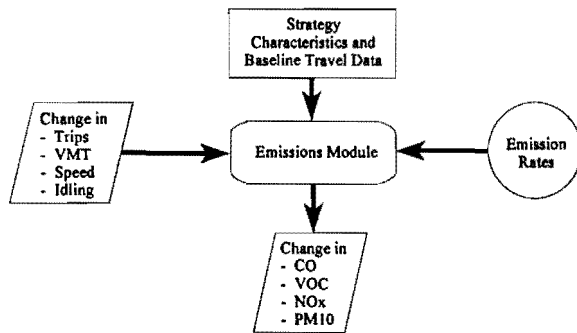 Strategy
Characteristics and
Baseline Travel Data
Change in
- Trips
- VMT
- Speed
- Idling
Emissions Module
Emission
Rates
Change in
- CO
- VOC
- NOx
- PM10